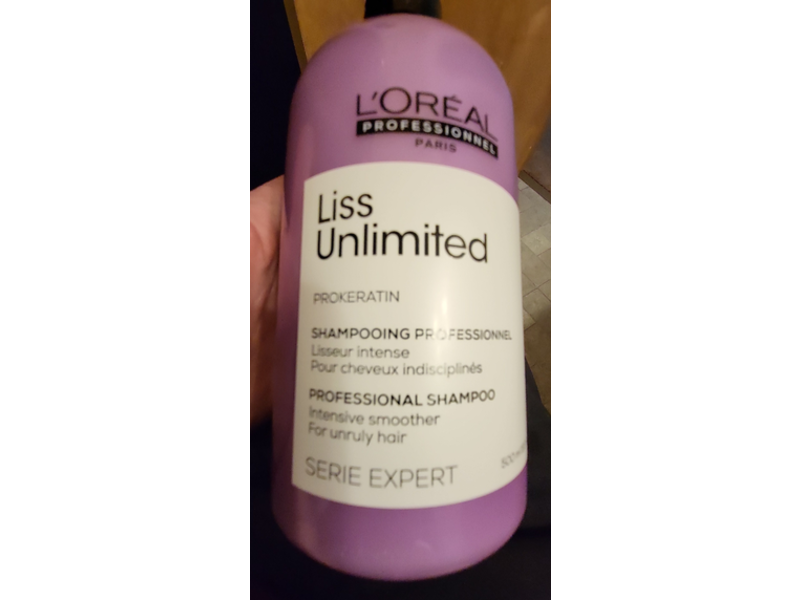 L'ORÉAL
PROFESSIONNEL
PARIS
Liss
Unlimited
PROKERATIN
SHAMPOOING PROFESSIONNEL
Lisseur intense
Pour cheveux indisciplinés
PROFESSIONAL SHAMPOO
Intensive smoother
For unruly hair
SERIE EXPERT
500